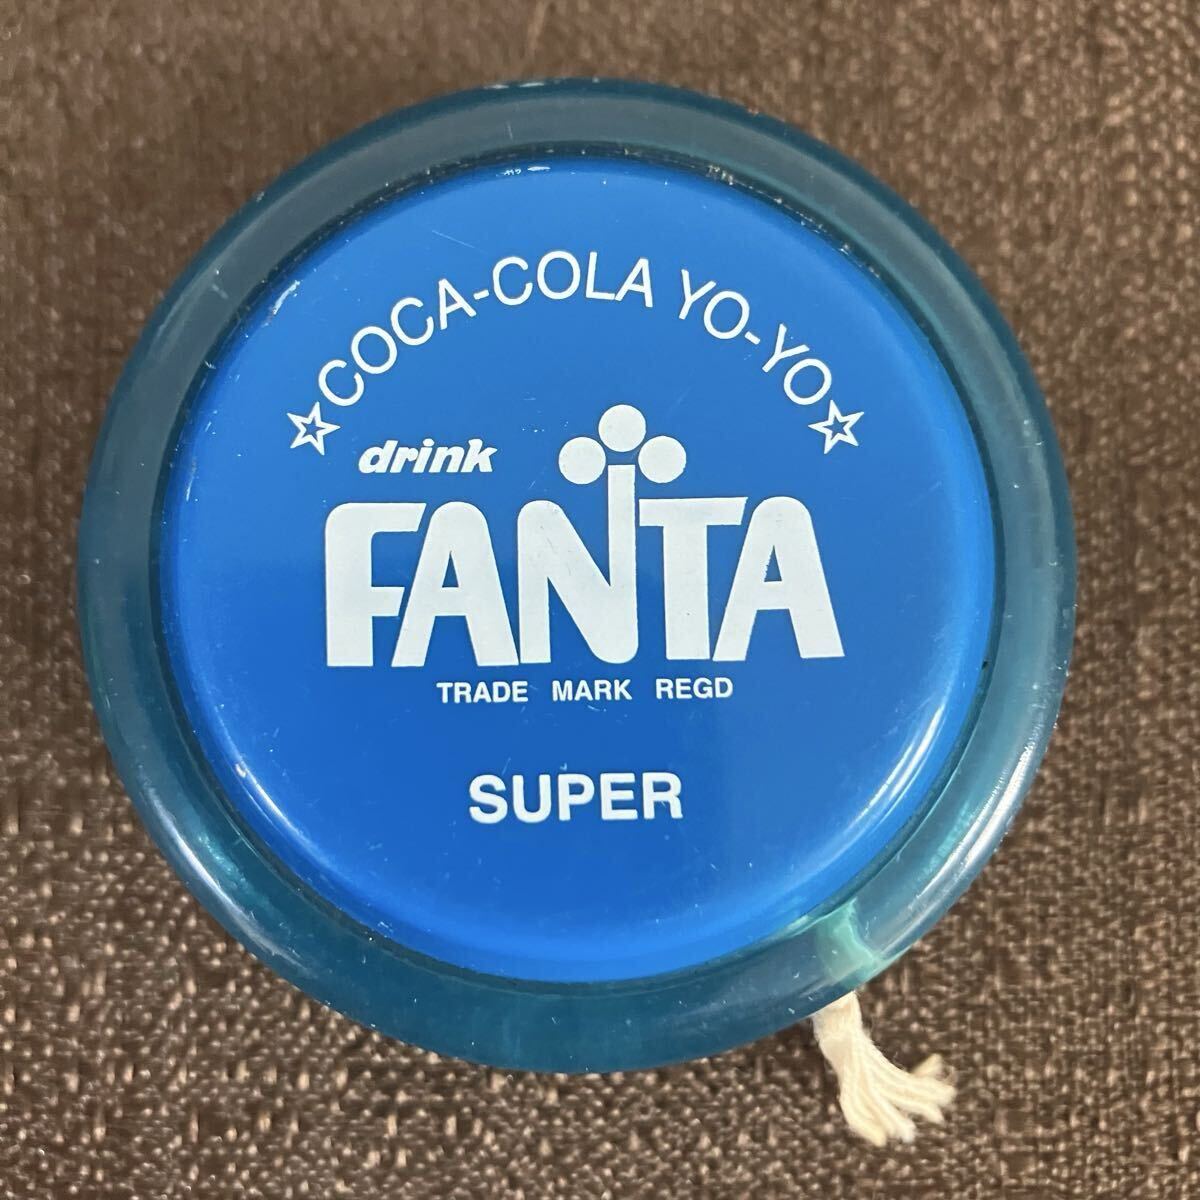 ☆COCA-COLA YO-YO☆
drink
FANTA
TRADE MARK REGD
SUPER